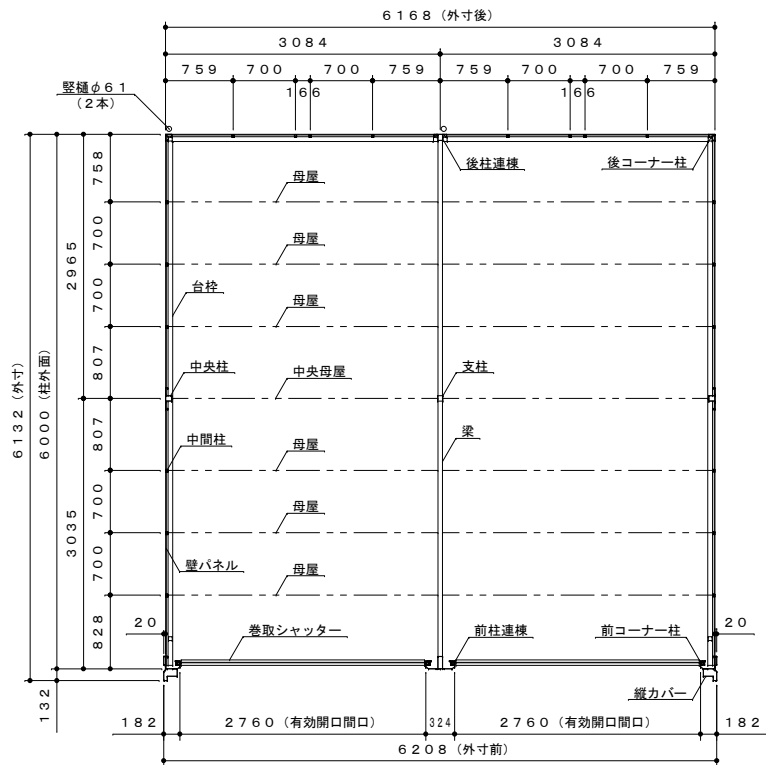 6168（外寸後）
3084
3084
759
700
700
759
759
700
700
759
166
166
竪樋φ61
（2本）
後柱連棟
後コーナー柱
758
母屋
700
母屋
2965
700
台枠
母屋
807
中央柱
中央母屋
支柱
6132（外寸）
6000（柱外面）
807
中間柱
母屋
梁
700
母屋
3035
700
壁パネル
母屋
20
20
828
巻取シャッター
前柱連棟
前コーナー柱
132
縦カバー
182
2760（有効開口間口）
324
2760（有効開口間口）
182
6208（外寸前）